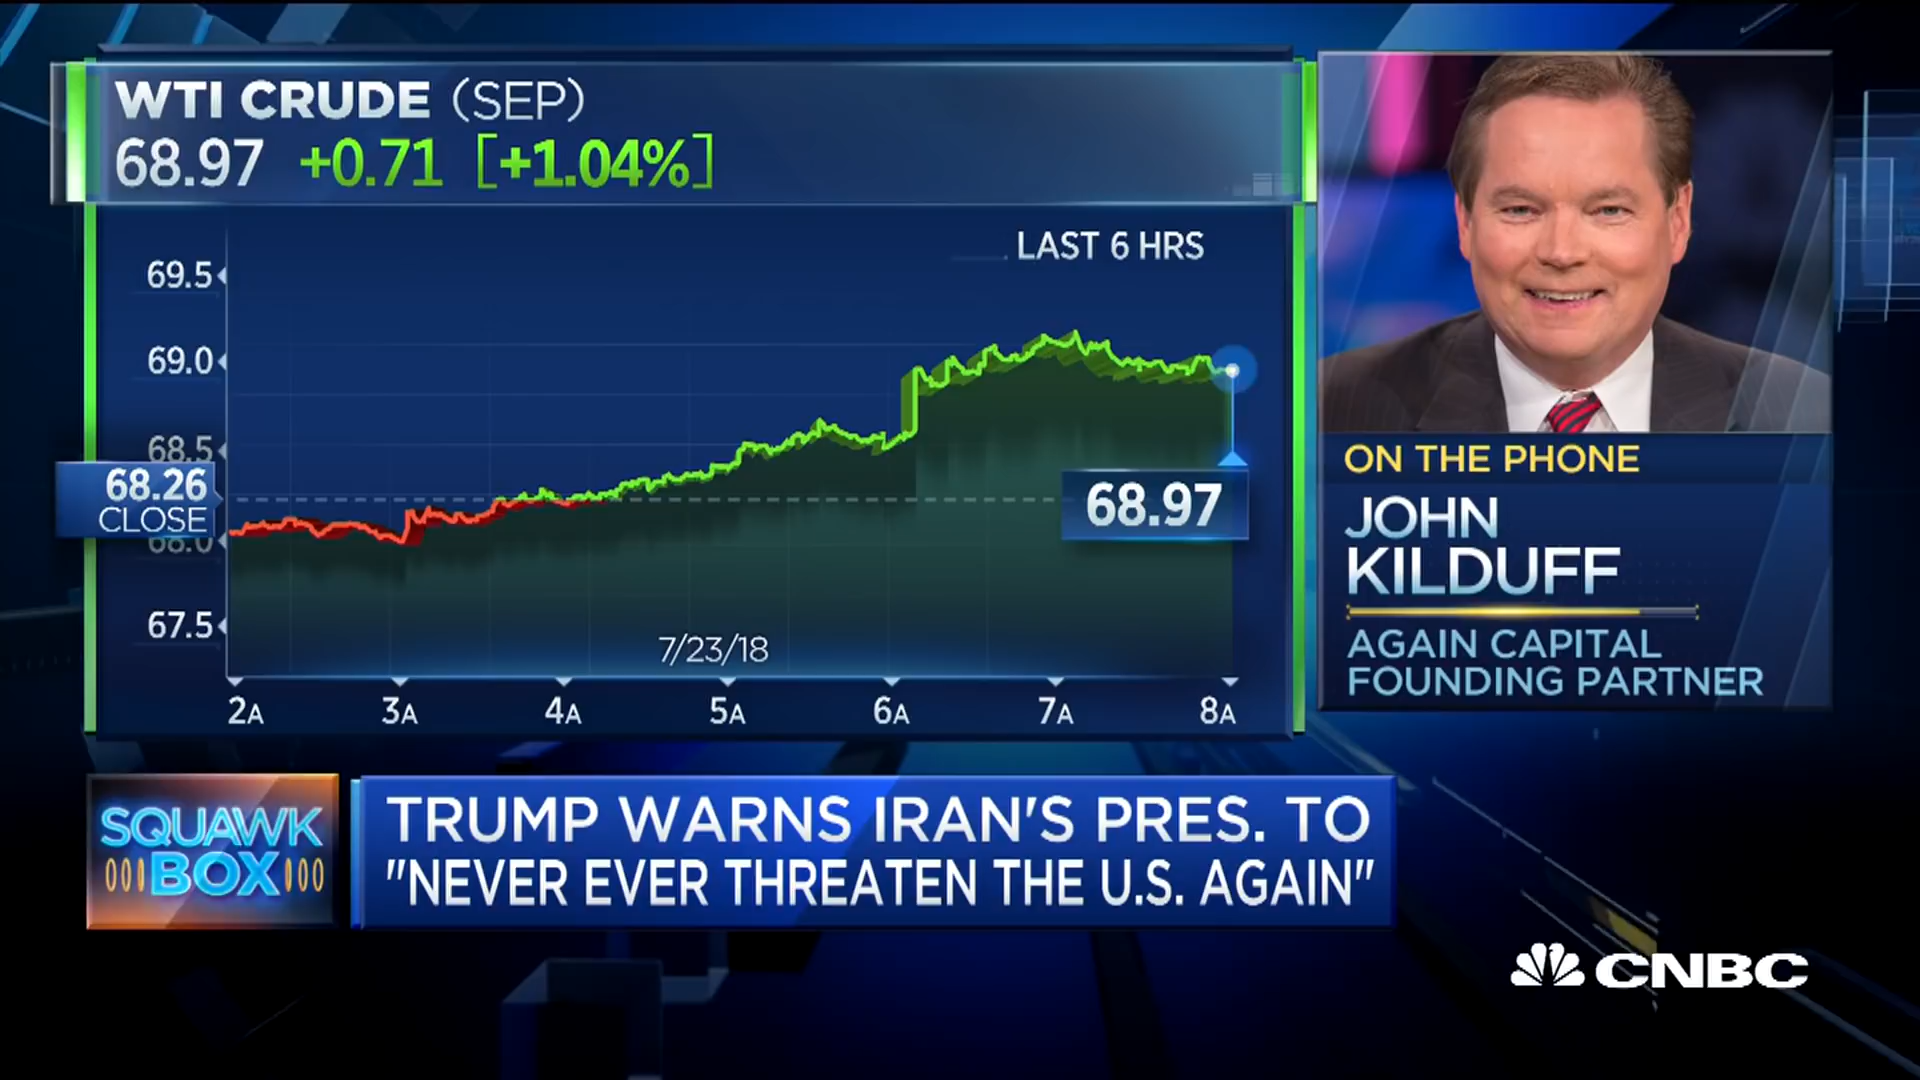 WTI CRUDE (SEP)
68.97 +0.71 [+1.04%]
LAST 6 HRS
69.5
69.0
68.5
68.26
CLOSE
68.0
67.5
68.97
7/23/18
2A 3A 4A 5A 6A 7A 8A
ON THE PHONE
JOHN
KILDUFF
AGAIN CAPITAL
FOUNDING PARTNER
SQUAWK
BOX
TRUMP WARNS IRAN'S PRES. TO
"NEVER EVER THREATEN THE U.S. AGAIN"
CNBC